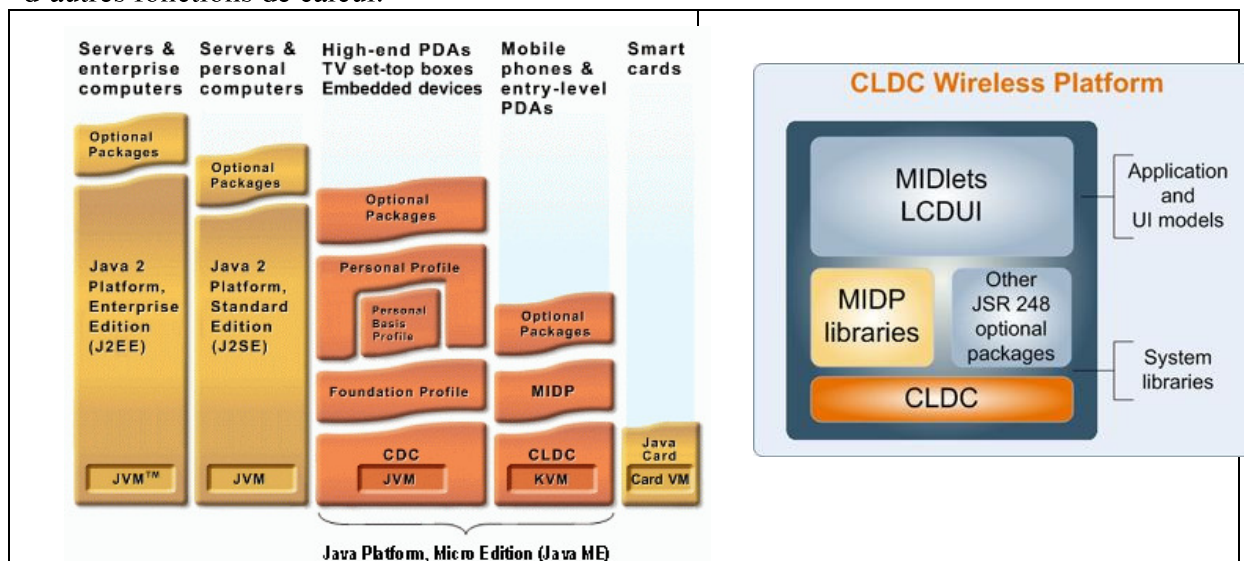 d'autres fonctions de calcul.
Servers &
enterprise
computers
Servers &
personal
computers
High-end PDAs
TV set-top boxes
Embedded devices
Mobile
phones &
entry-level
PDAs
Smart
cards
Optional
Packages
Java 2
Platform,
Enterprise
Edition
(J2EE)
JVM™
Optional
Packages
Java 2
Platform,
Standard
Edition
(J2SE)
JVM
Optional
Packages
Personal Profile
Personal
Basis
Profile
Foundation Profile
CDC
JVM
Optional
Packages
MIDP
CLDC
KVM
Java
Card
Card VM
Java Platform, Micro Edition (Java ME)
CLDC Wireless Platform
MIDlets
LCDUI
Application
and
UI models
MIDP
libraries
Other
JSR 248
optional
packages
System
libraries
CLDC